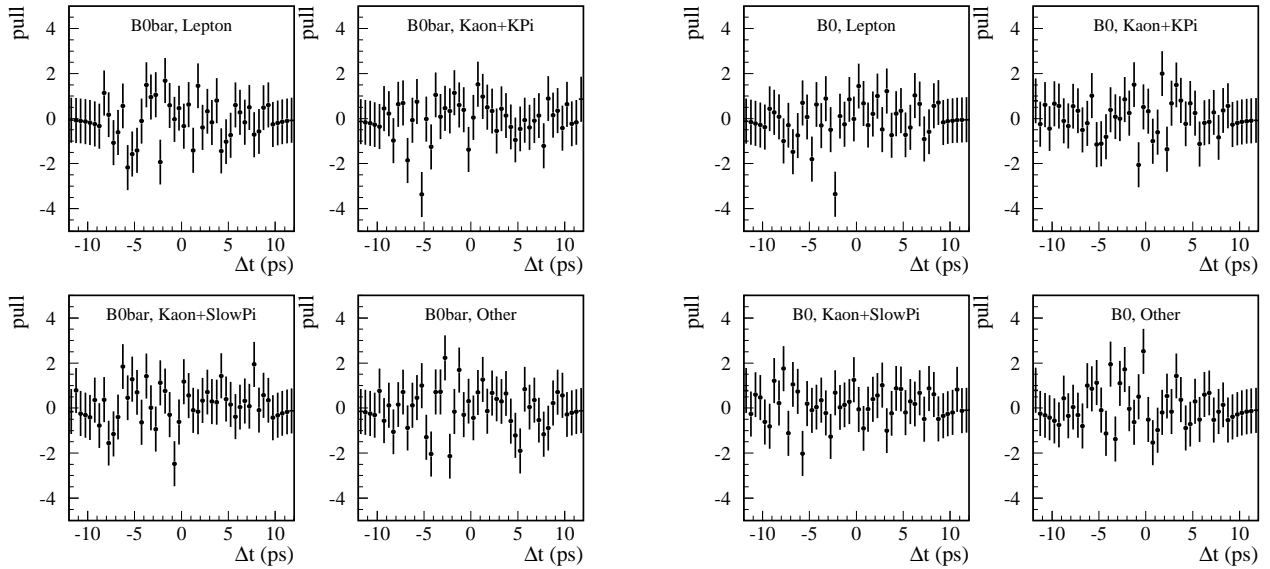 B0bar, Lepton
pull
4
2
0
-2
-4
-10 -5 0 5 10
Δt (ps)
B0bar, Kaon+KPi
pull
4
2
0
-2
-4
-10 -5 0 5 10
Δt (ps)
B0, Lepton
pull
4
2
0
-2
-4
-10 -5 0 5 10
Δt (ps)
B0, Kaon+KPi
pull
4
2
0
-2
-4
-10 -5 0 5 10
Δt (ps)
B0bar, Kaon+SlowPi
pull
4
2
0
-2
-4
-10 -5 0 5 10
Δt (ps)
B0bar, Other
pull
4
2
0
-2
-4
-10 -5 0 5 10
Δt (ps)
B0, Kaon+SlowPi
pull
4
2
0
-2
-4
-10 -5 0 5 10
Δt (ps)
B0, Other
pull
4
2
0
-2
-4
-10 -5 0 5 10
Δt (ps)